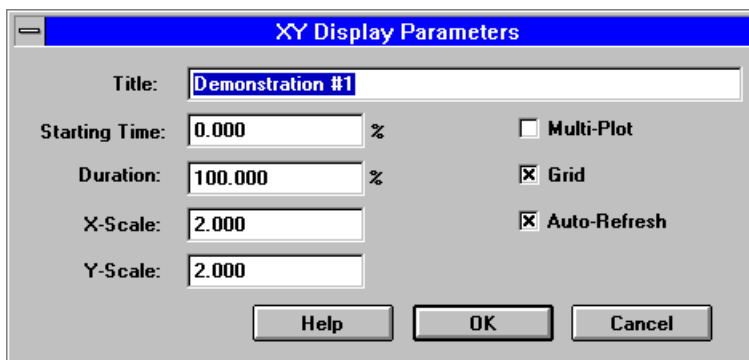 XY Display Parameters
Title: Demonstration #1
Starting Time: 0.000 % Multi-Plot
Duration: 100.000 % Grid
X-Scale: 2.000 Auto-Refresh
Y-Scale: 2.000
Help OK Cancel